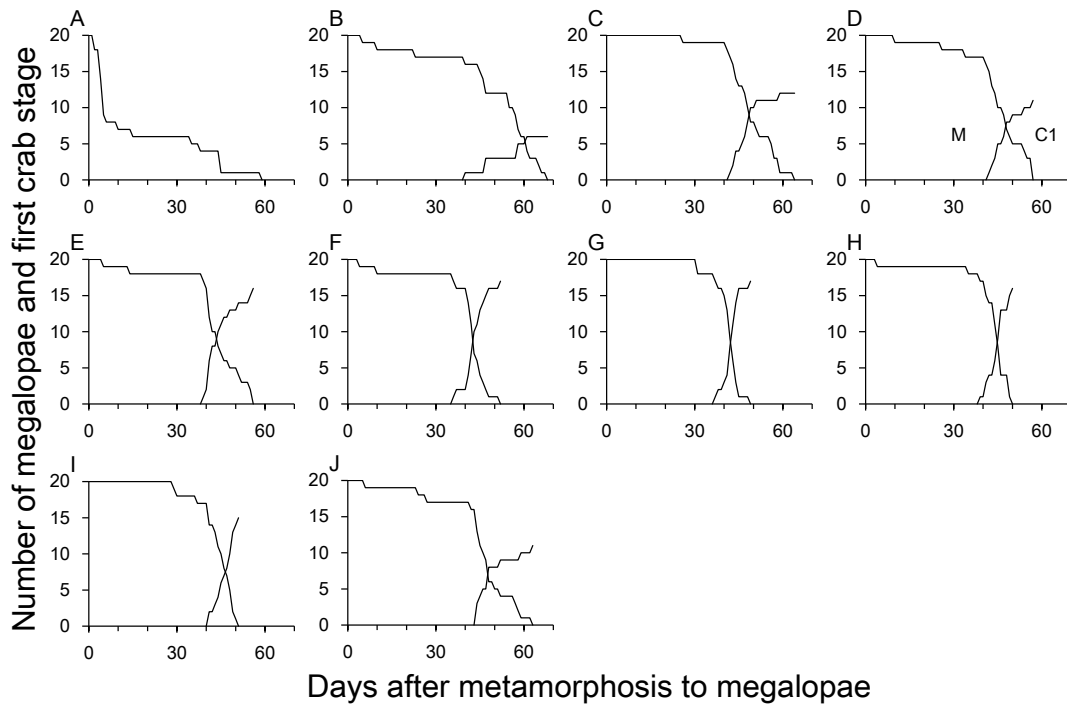 Number of megalopae and first crab stage
A B C D
20 20 20 20
15 15 15 15
10 10 10 10
5 5 5 5 M C1
0 0 0 0
0 30 60 0 30 60 0 30 60 0 30 60
E F G H
20 20 20 20
15 15 15 15
10 10 10 10
5 5 5 5
0 0 0 0
0 30 60 0 30 60 0 30 60 0 30 60
I J
20 20
15 15
10 10
5 5
0 0
0 30 60 0 30 60
Days after metamorphosis to megalopae